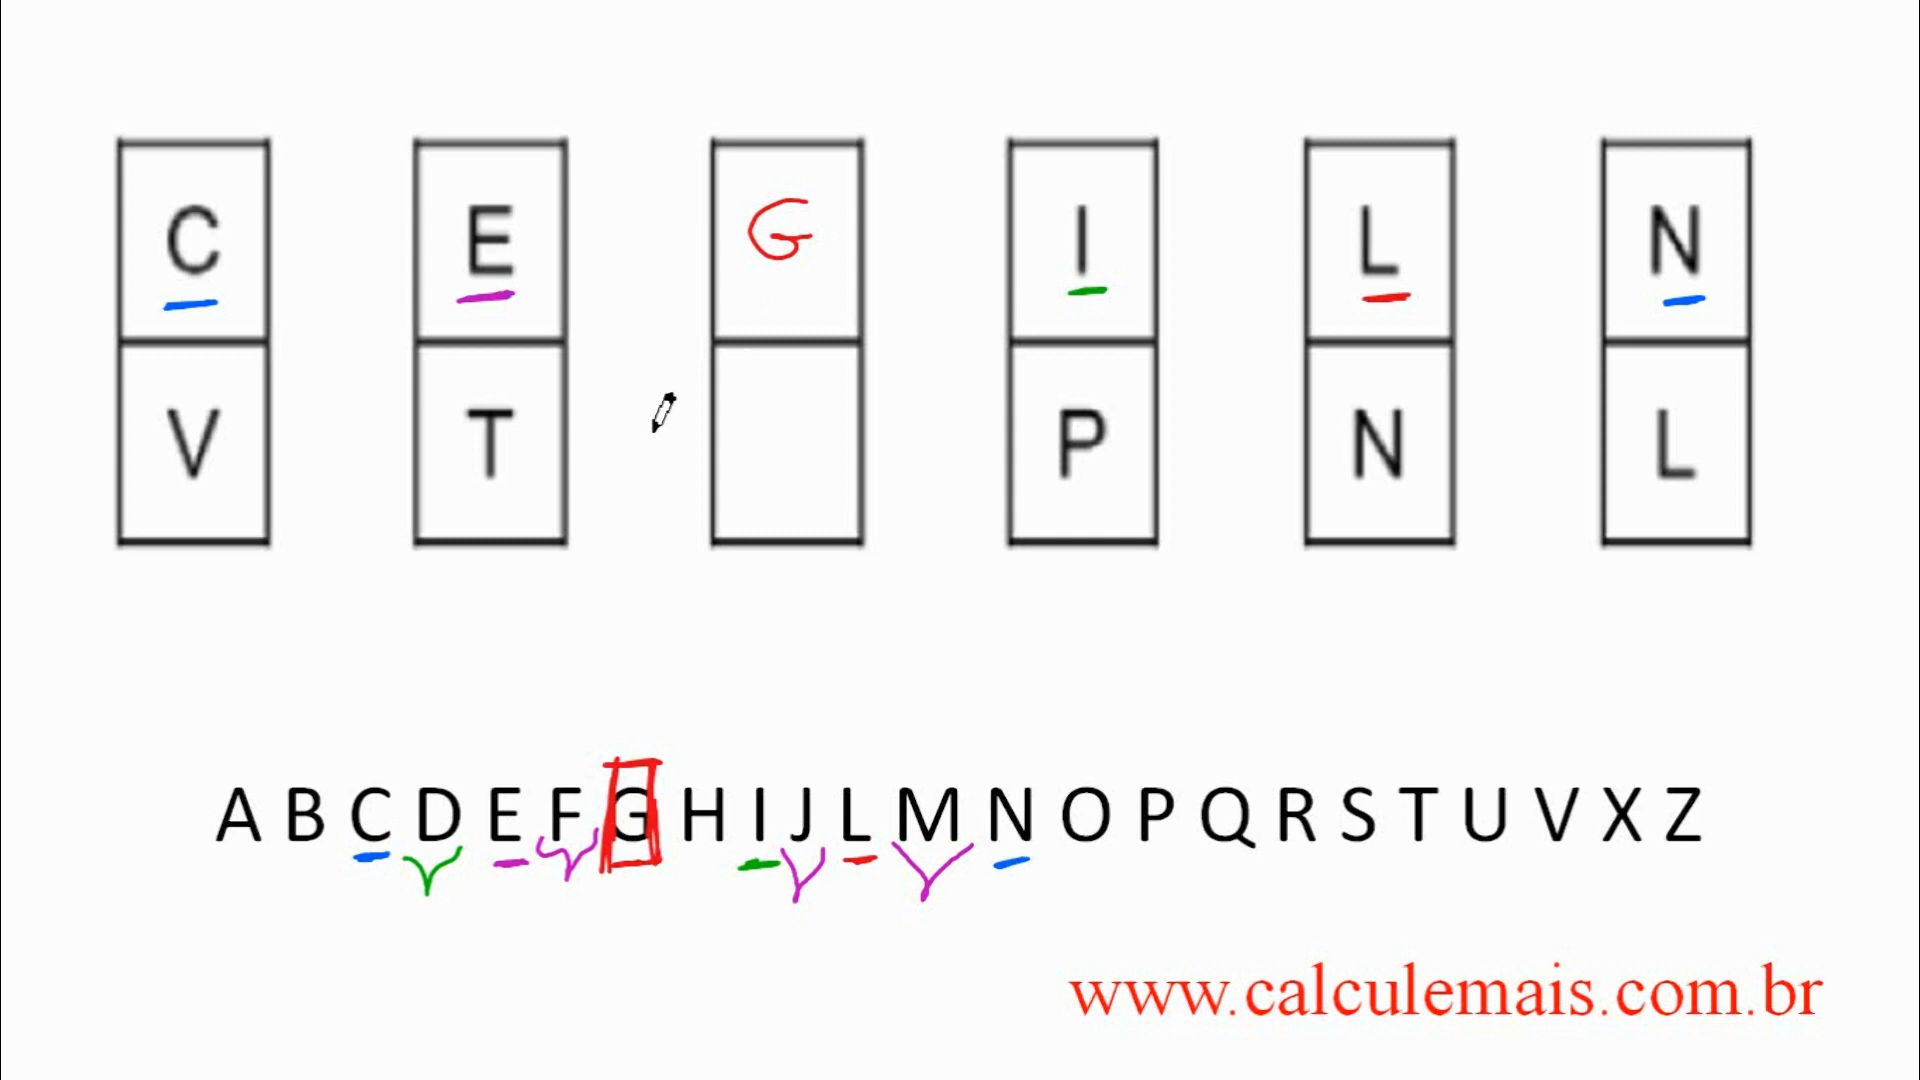 C E G I L N
V T P N L
A B C D E F G H I J L M N O P Q R S T U V X Z
www.calculemais.com.br